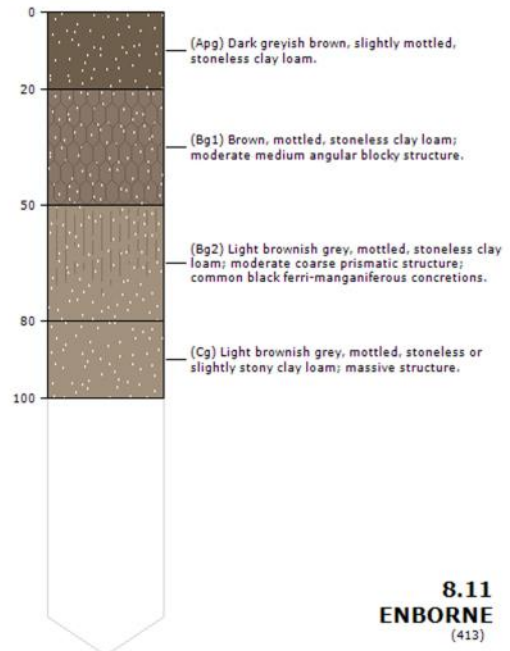 0
(Apg) Dark greyish brown, slightly mottled,
stoneless clay loam.
20
(Bg1) Brown, mottled, stoneless clay loam;
moderate medium angular blocky structure.
50
(Bg2) Light brownish grey, mottled, stoneless clay
loam; moderate coarse prismatic structure;
common black ferri-manganiferous concretions.
80
(Cg) Light brownish grey, mottled, stoneless or
slightly stony clay loam; massive structure.
100
8.11
ENBORNE
(413)